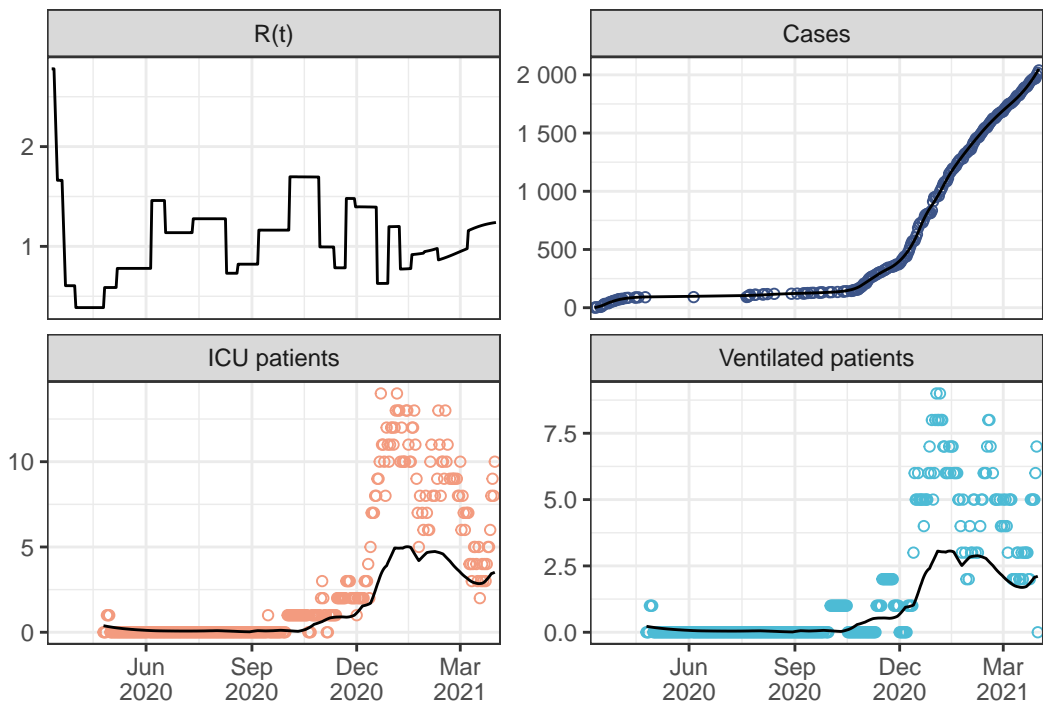 R(t)
Cases
2
1
2 000
1 500
1 000
500
0
ICU patients
Ventilated patients
10
5
0
7.5
5.0
2.5
0.0
Jun Sep Dec Mar
2020 2020 2020 2021
Jun Sep Dec Mar
2020 2020 2020 2021